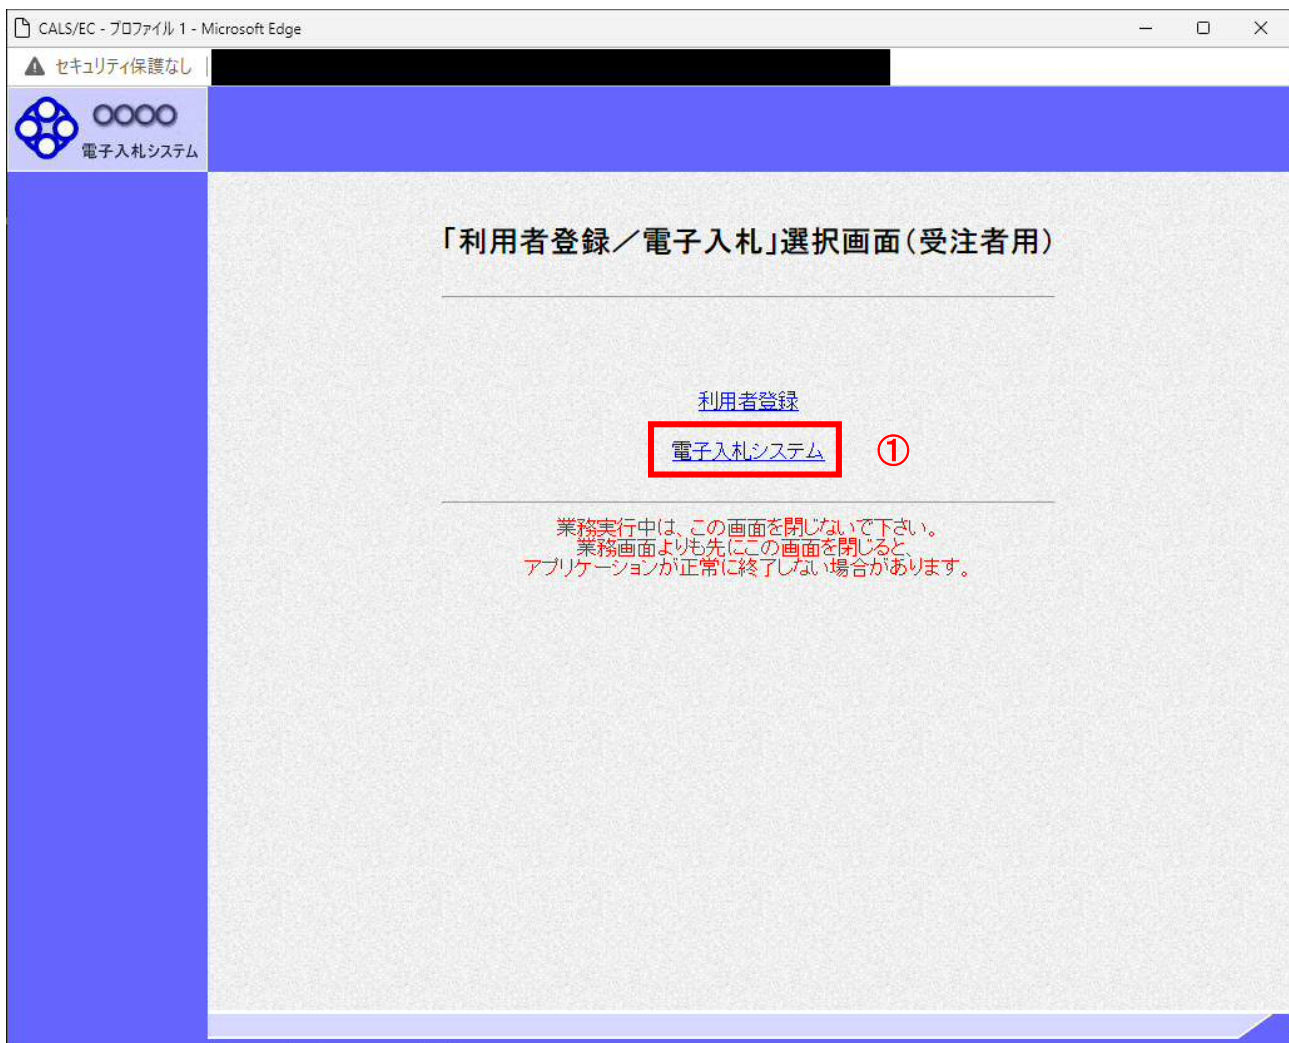 CALS/EC - プロファイル 1 - Microsoft Edge
セキュリティ保護なし
〇〇〇〇
電子入札システム
「利用者登録／電子入札」選択画面（受注者用）
利用者登録
電子入札システム ①
業務実行中は、この画面を閉じないで下さい。
業務画面よりも先にこの画面を閉じると、
アプリケーションが正常に終了しない場合があります。